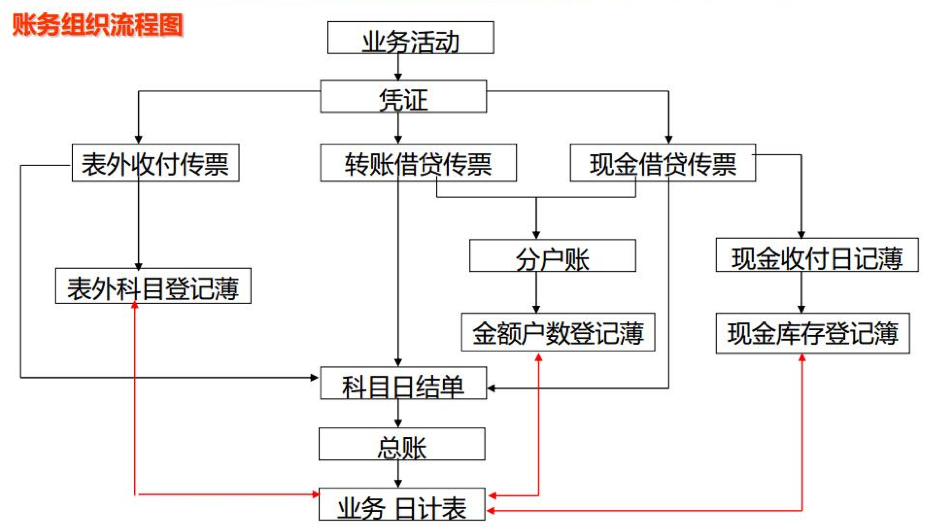 账务组织流程图
业务活动
凭证
表外收付传票
转账借贷传票
现金借贷传票
分户账
现金收付日记薄
表外科目登记薄
金额户数登记薄
现金库存登记簿
科目日结单
总账
业务 日计表